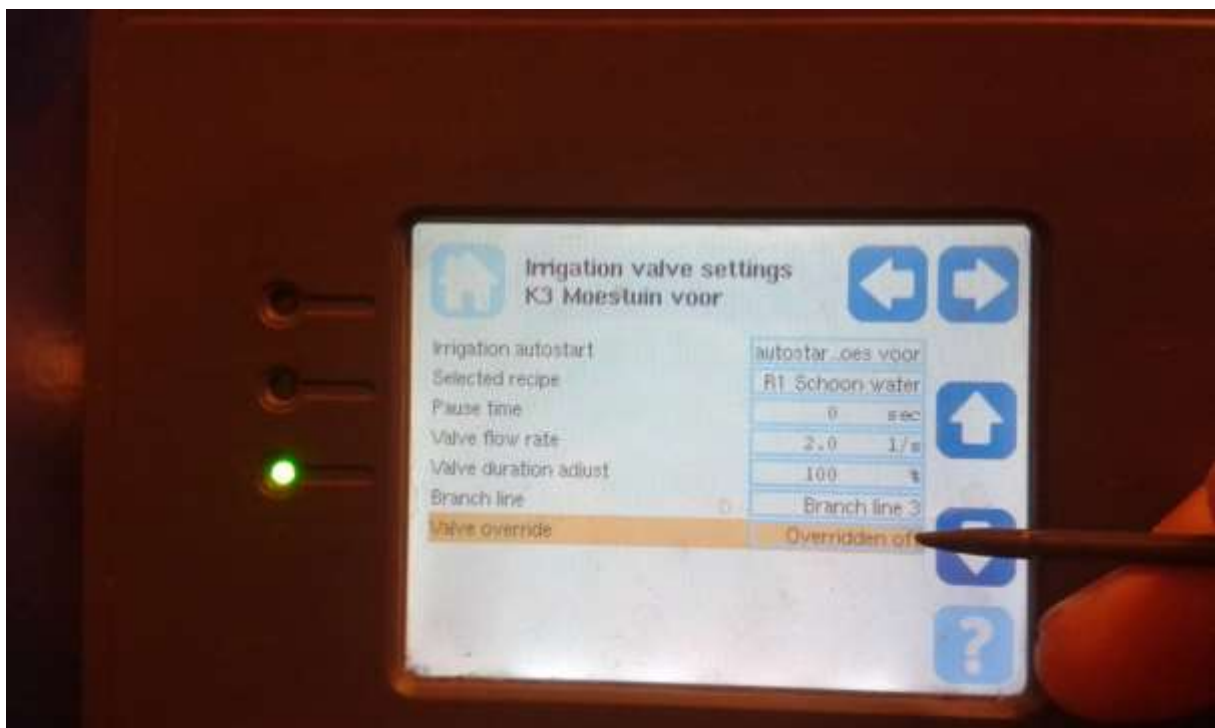 Irrigation valve settings
K3 Moestuin voor
Irrigation autostart autostar...oes voor
Selected recipe R1 Schoon water
Pause time 0 sec
Valve flow rate 2.0 l/s
Valve duration adjust 100 %
Branch line Branch line 3
Valve override Overridden off
?